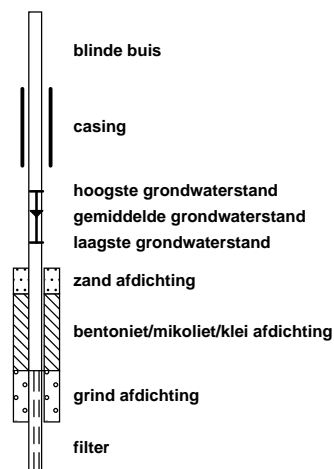 blinde buis
casing
hoogste grondwaterstand
gemiddelde grondwaterstand
laagste grondwaterstand
zand afdichting
bentoniet/mikoliet/klei afdichting
grind afdichting
filter